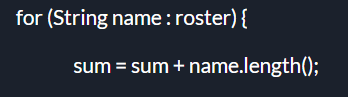 for (String name : roster) {
sum = sum + name.length();